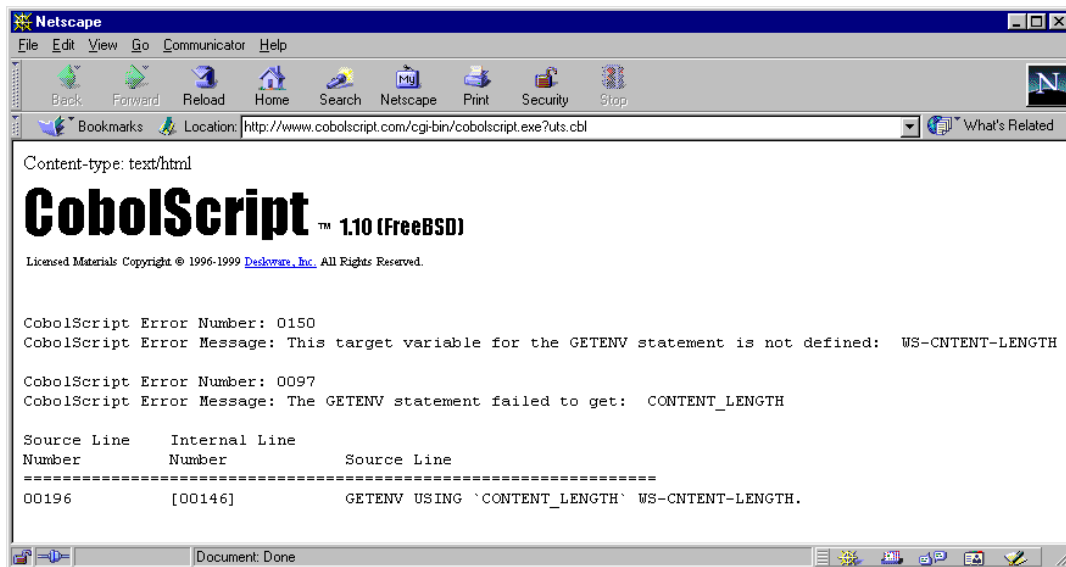 Netscape
File Edit View Go Communicator Help
Back Forward Reload Home Search Netscape Print Security Stop
Bookmarks Location: http://www.cobolscript.com/cgi-bin/cobolscript.exe?uts.cbl What's Related
Content-type: text/html
CobolScript ™ 1.10 (FreeBSD)
Licensed Materials Copyright © 1996-1999 Deskware, Inc. All Rights Reserved.
CobolScript Error Number: 0150
CobolScript Error Message: This target variable for the GETENV statement is not defined: WS-CNTENT-LENGTH
CobolScript Error Number: 0097
CobolScript Error Message: The GETENV statement failed to get: CONTENT_LENGTH
Source Line Internal Line
Number Number Source Line
=================================================================
00196 [00146] GETENV USING `CONTENT_LENGTH` WS-CNTENT-LENGTH.
Document: Done